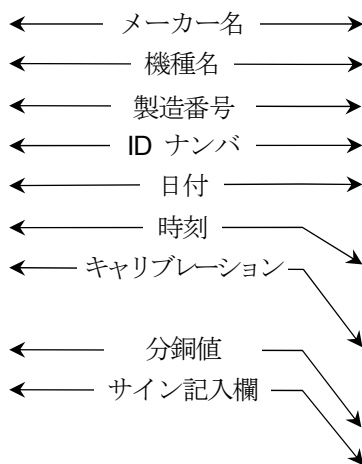 メーカー名
機種名
製造番号
ID ナンバ
日付
時刻
キャリブレーション
分銅値
サイン記入欄